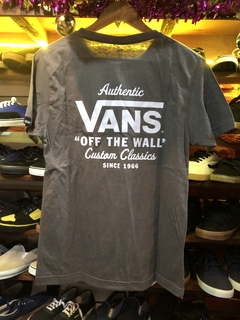 Authentic
VANS
"OFF THE WALL"
Custom Classics
SINCE 1966